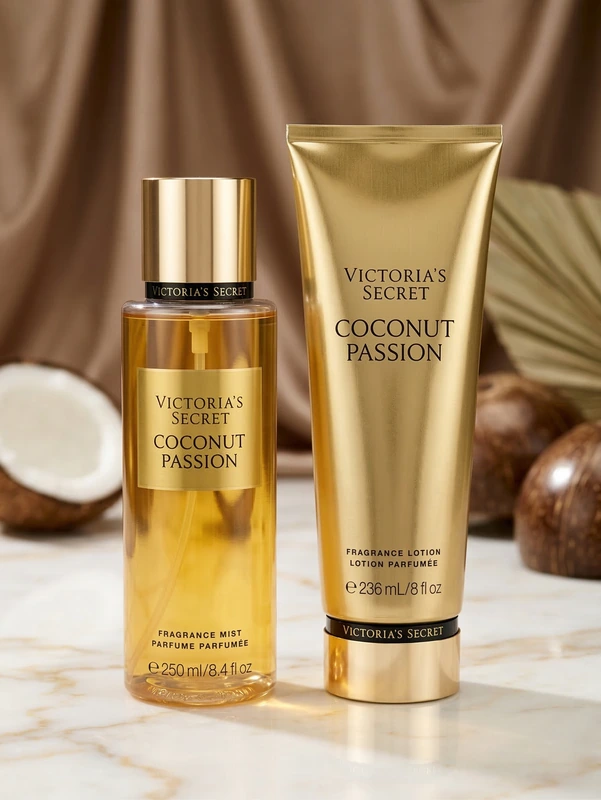 VICTORIA'S SECRET
VICTORIA'S
SECRET
COCONUT
PASSION
FRAGRANCE MIST
PARFUME PARFUMÉE
℮ 250 ml/8.4 fl oz
VICTORIA'S
SECRET
COCONUT
PASSION
FRAGRANCE LOTION
LOTION PARFUMÉE
℮ 236 mL/8 fl oz
VICTORIA'S SECRET